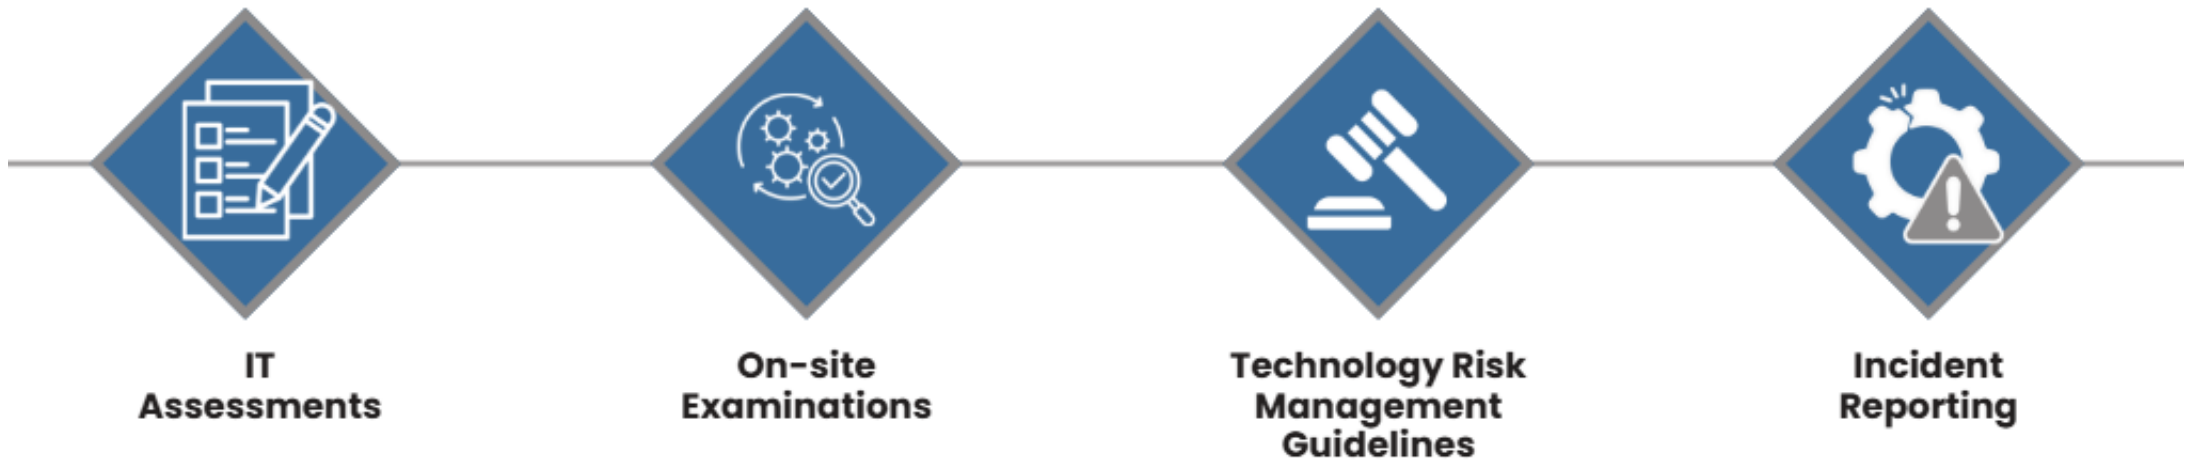 IT
Assessments
On-site
Examinations
Technology Risk
Management
Guidelines
Incident
Reporting